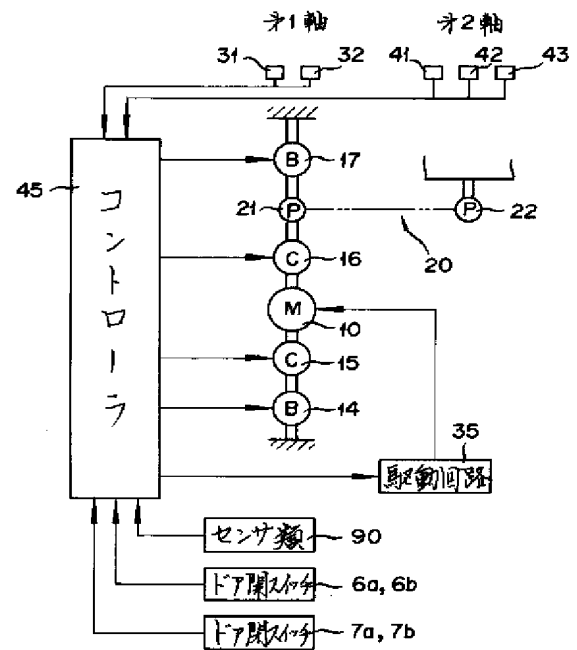 第1軸
第2軸
31
32
41
42
43
45
コントローラ
B
17
21
P
P
22
20
C
16
M
10
C
15
B
14
35
駆動回路
センサ類
90
ドア開スイッチ
6a, 6b
ドア閉スイッチ
7a, 7b